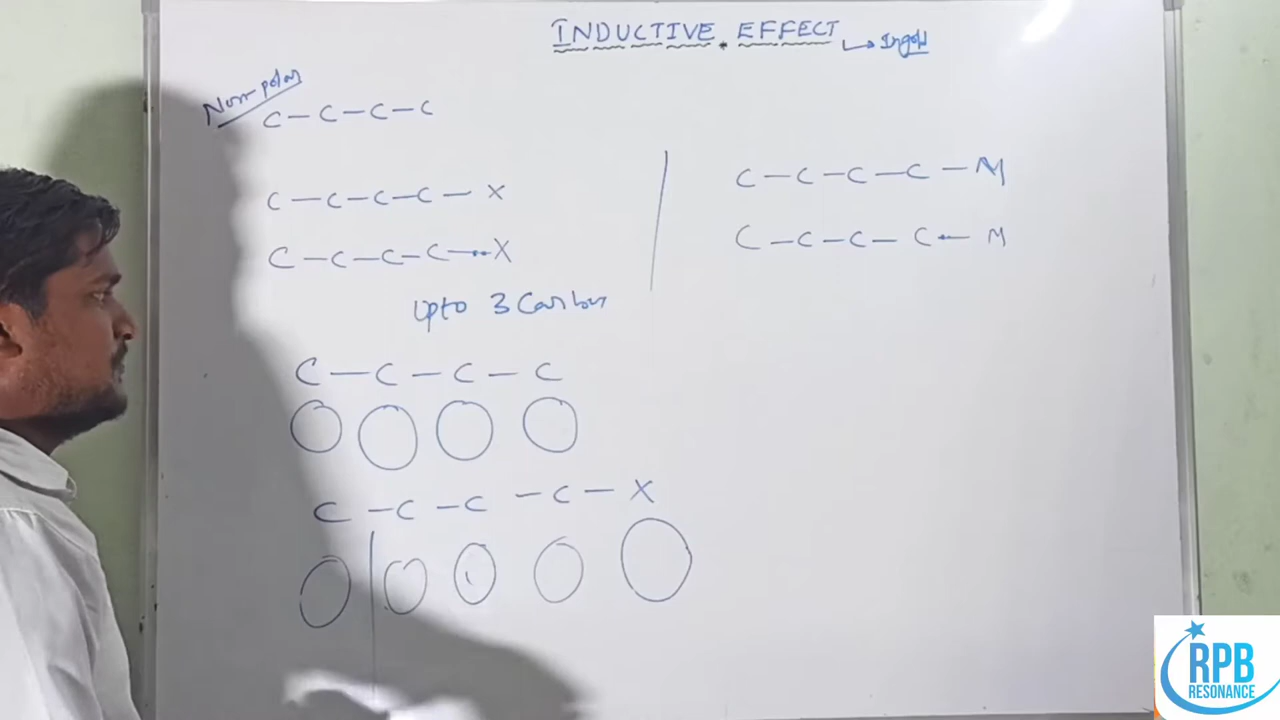 INDUCTIVE EFFECT → Ingold
Non-polar
C – C – C – C
C – C – C – C – X
C – C – C – C – X
C – C – C – C – M
C – C – C – C – M
Upto 3 Carbon
C – C – C – C
C – C – C – C – X
RPB
RESONANCE